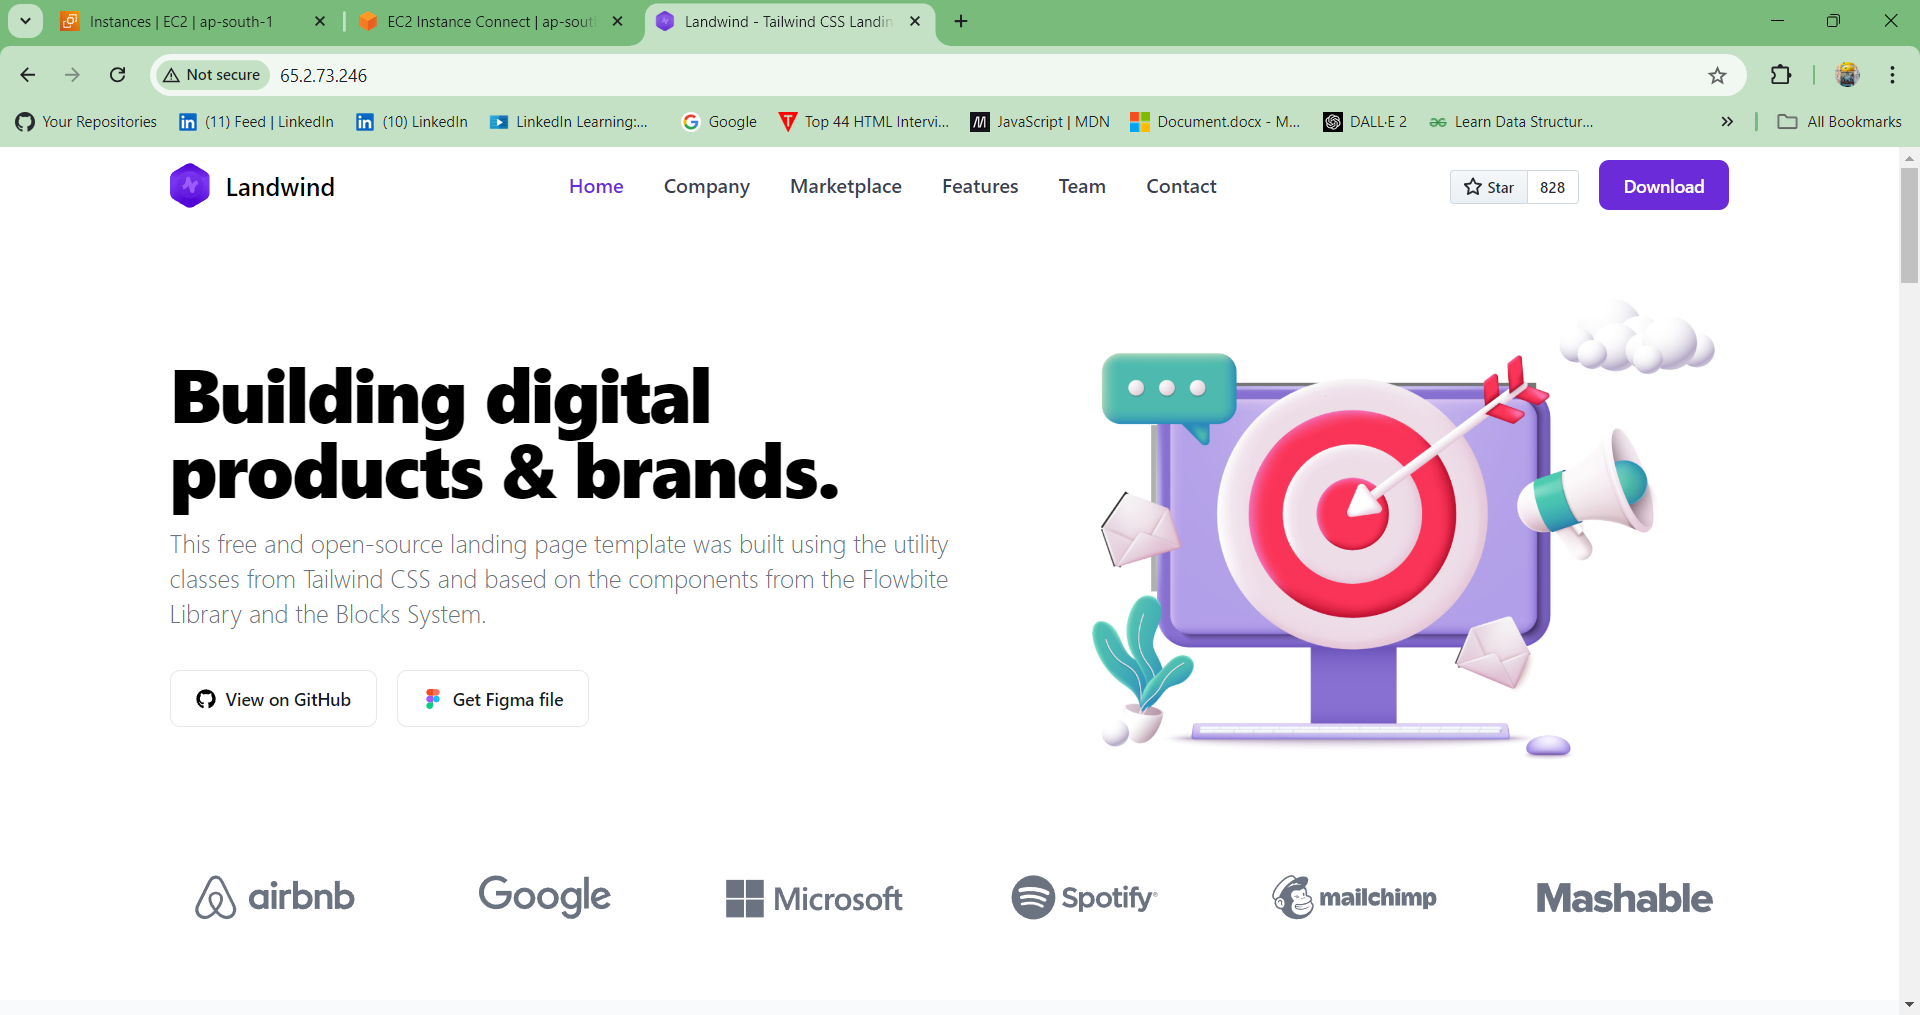 Instances | EC2 | ap-south-1
EC2 Instance Connect | ap-sout
Landwind - Tailwind CSS Landin
Not secure
65.2.73.246
Your Repositories
(11) Feed | LinkedIn
(10) LinkedIn
LinkedIn Learning:...
Google
Top 44 HTML Intervi...
JavaScript | MDN
Document.docx - M...
DALL·E 2
Learn Data Structur...
All Bookmarks
Landwind
Home
Company
Marketplace
Features
Team
Contact
Star
828
Download
Building digital
products & brands.
This free and open-source landing page template was built using the utility
classes from Tailwind CSS and based on the components from the Flowbite
Library and the Blocks System.
View on GitHub
Get Figma file
airbnb
Google
Microsoft
Spotify
mailchimp
Mashable